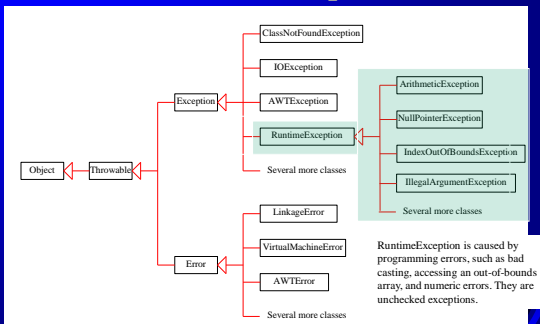 ClassNotFoundException
IOException
ArithmeticException
Exception
AWTException
NullPointerException
RuntimeException
IndexOutOfBoundsException
Object
Throwable
Several more classes
IllegalArgumentException
Several more classes
LinkageError
VirtualMachineError
Error
AWTError
Several more classes
RuntimeException is caused by
programming errors, such as bad
casting, accessing an out-of-bounds
array, and numeric errors. They are
unchecked exceptions.